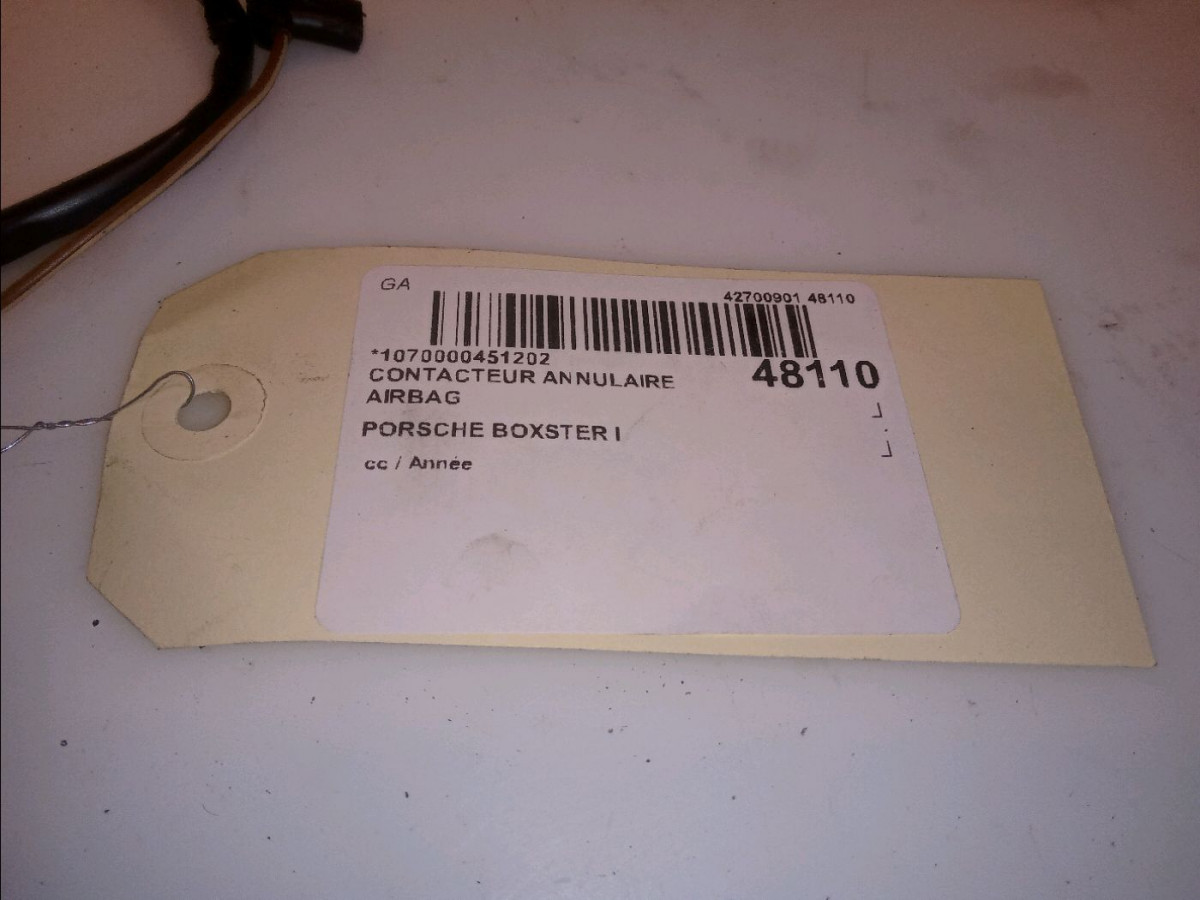 GA
42700901 48110
*1070000451202
48110
CONTACTEUR ANNULAIRE
AIRBAG
PORSCHE BOXSTER I
cc / Année